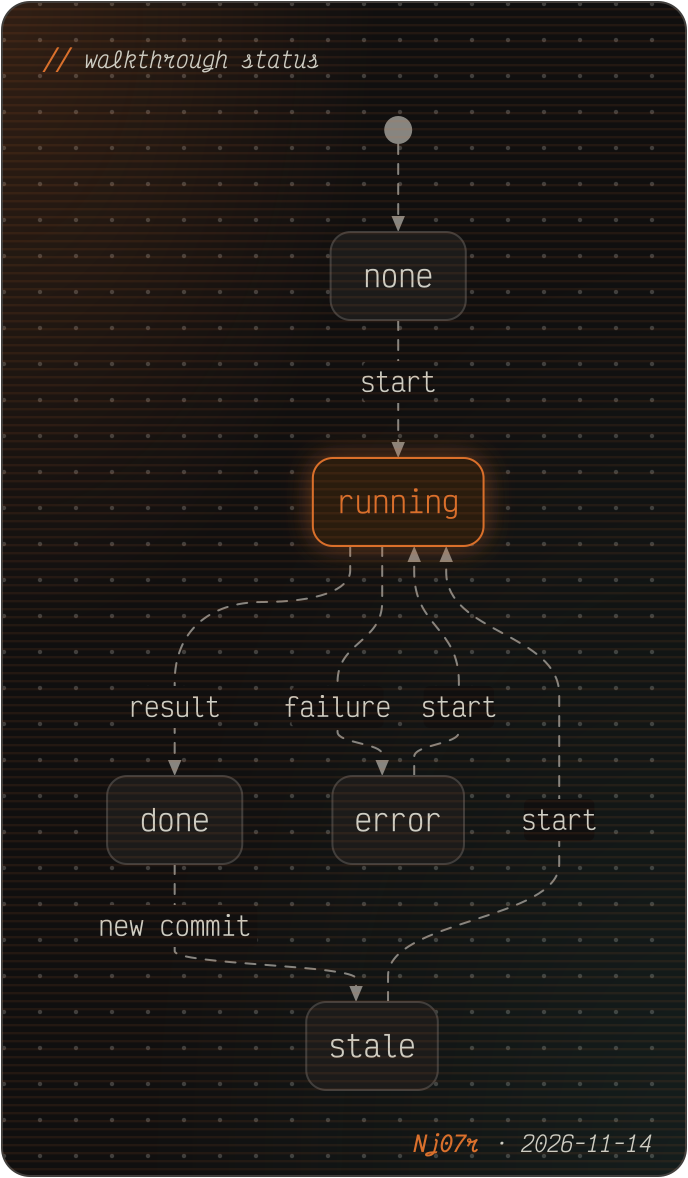 // walkthrough status
none
start
running
result
failure
start
done
error
start
new commit
stale
Nj07r · 2026-11-14